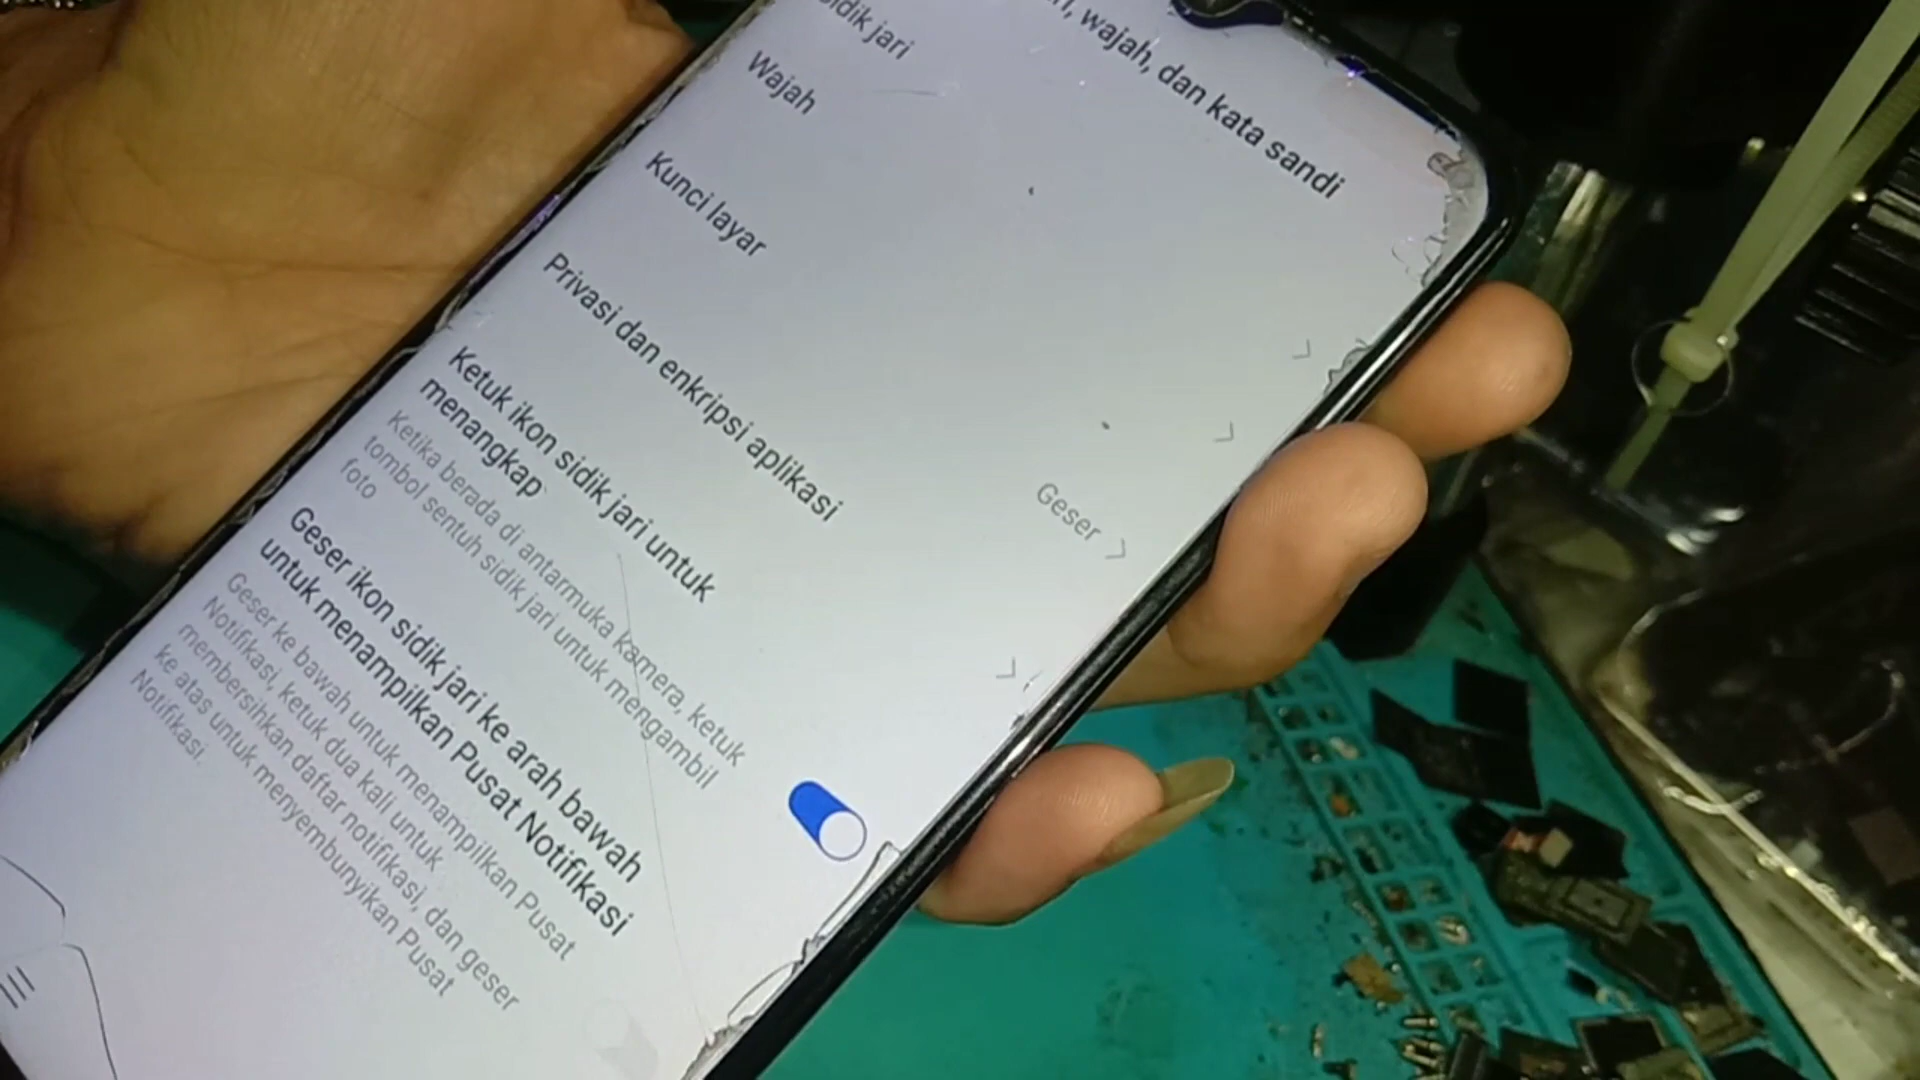 wajah, dan kata sandi
sidik jari
Wajah
Kunci layar
Geser
Privasi dan enkripsi aplikasi
Ketuk ikon sidik jari untuk
menangkap
Ketika berada di antarmuka kamera, ketuk
tombol sentuh sidik jari untuk mengambil
foto
Geser ikon sidik jari ke arah bawah
untuk menampilkan Pusat Notifikasi
Geser ke bawah untuk menampilkan Pusat
Notifikasi, ketuk dua kali untuk
membersihkan daftar notifikasi, dan geser
ke atas untuk menyembunyikan Pusat
Notifikasi.